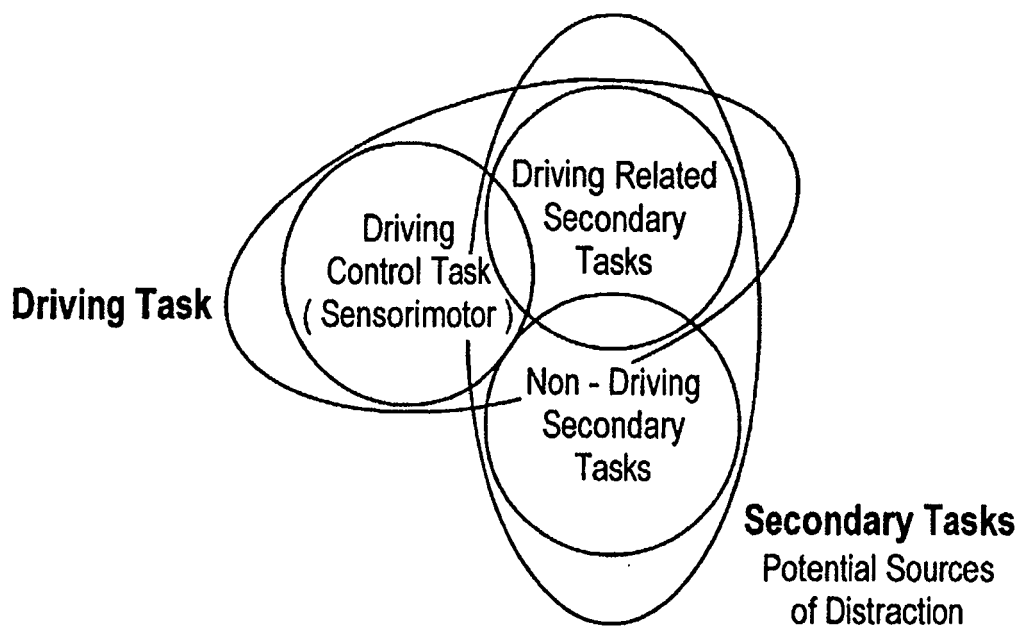 Driving Related
Secondary
Tasks
Driving
Control Task
( Sensorimotor )
Driving Task
Non - Driving
Secondary
Tasks
Secondary Tasks
Potential Sources
of Distraction